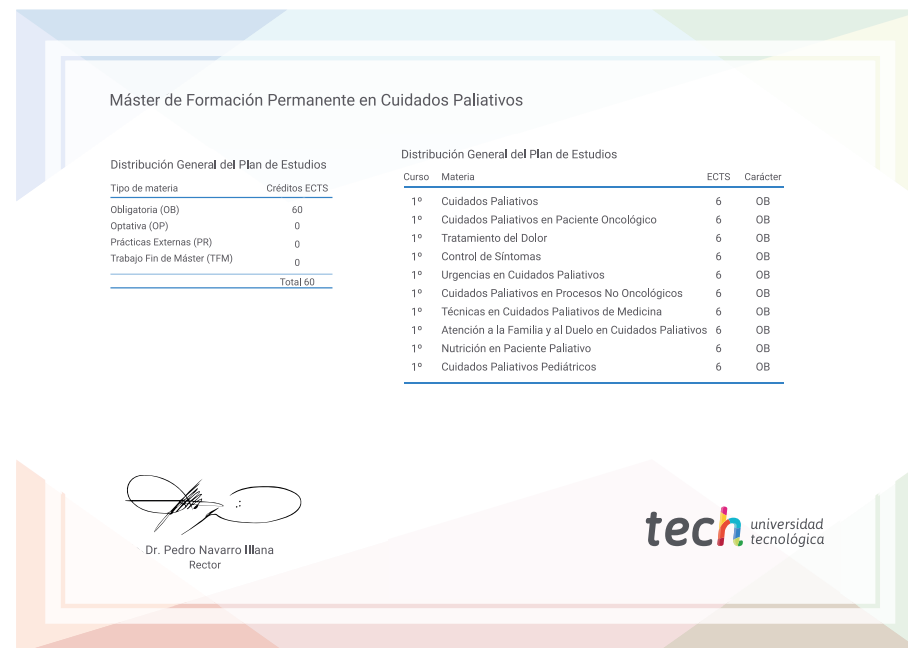 Máster de Formación Permanente en Cuidados Paliativos
Distribución General del Plan de Estudios
Tipo de materia Créditos ECTS
Obligatoria (OB) 60
Optativa (OP) 0
Prácticas Externas (PR) 0
Trabajo Fin de Máster (TFM) 0
Total 60
Distribución General del Plan de Estudios
Curso Materia ECTS Carácter
1º Cuidados Paliativos 6 OB
1º Cuidados Paliativos en Paciente Oncológico 6 OB
1º Tratamiento del Dolor 6 OB
1º Control de Síntomas 6 OB
1º Urgencias en Cuidados Paliativos 6 OB
1º Cuidados Paliativos en Procesos No Oncológicos 6 OB
1º Técnicas en Cuidados Paliativos de Medicina 6 OB
1º Atención a la Familia y al Duelo en Cuidados Paliativos 6 OB
1º Nutrición en Paciente Paliativo 6 OB
1º Cuidados Paliativos Pediátricos 6 OB
Dr. Pedro Navarro Illana
Rector
tech universidad
tecnológica